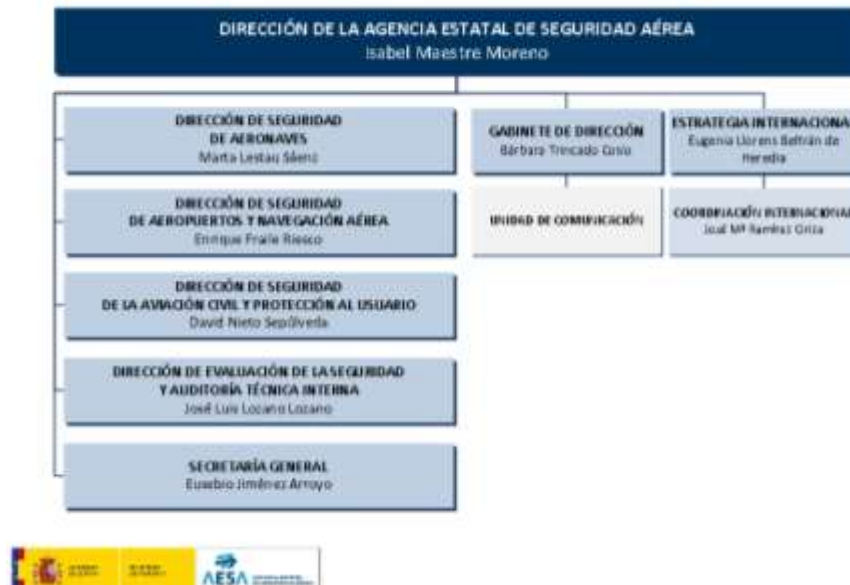 DIRECCIÓN DE LA AGENCIA ESTATAL DE SEGURIDAD AÉREA
Isabel Maestre Moreno
DIRECCIÓN DE SEGURIDAD
DE AERONAVES
Marta Lestau Sáenz
DIRECCIÓN DE SEGURIDAD
DE AEROPUERTOS Y NAVEGACIÓN AÉREA
Enrique Fraile Riesco
DIRECCIÓN DE SEGURIDAD
DE LA AVIACIÓN CIVIL Y PROTECCIÓN AL USUARIO
David Nieto Sepúlveda
DIRECCIÓN DE EVALUACIÓN DE LA SEGURIDAD
Y AUDITORÍA TÉCNICA INTERNA
José Luis Lozano Lozano
SECRETARÍA GENERAL
Eusebio Jiménez Arroyo
GABINETE DE DIRECCIÓN
Bárbara Trincado
UNIDAD DE COMUNICACIÓN
ESTRATEGIA INTERNACIONAL
Eugenia Llorens Beltrán de
Heredia
COORDINACIÓN INTERNACIONAL
José Mª Ramírez
AESA